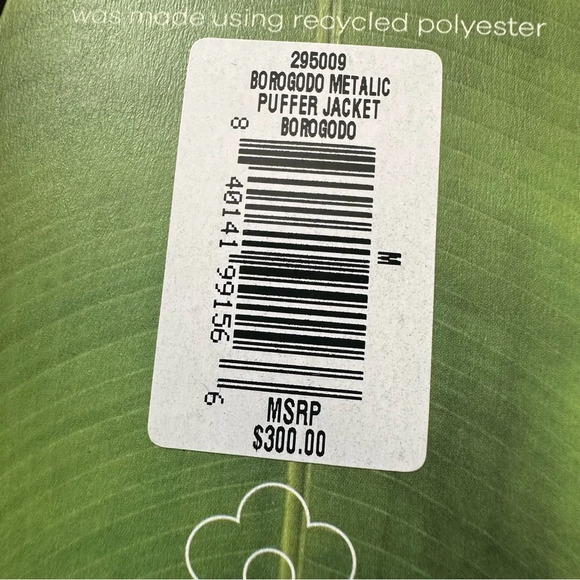 was made using recycled polyester
295009
BOROGODO METALIC
PUFFER JACKET
BOROGODO
8 40141 99156 6
M
MSRP
$300.00